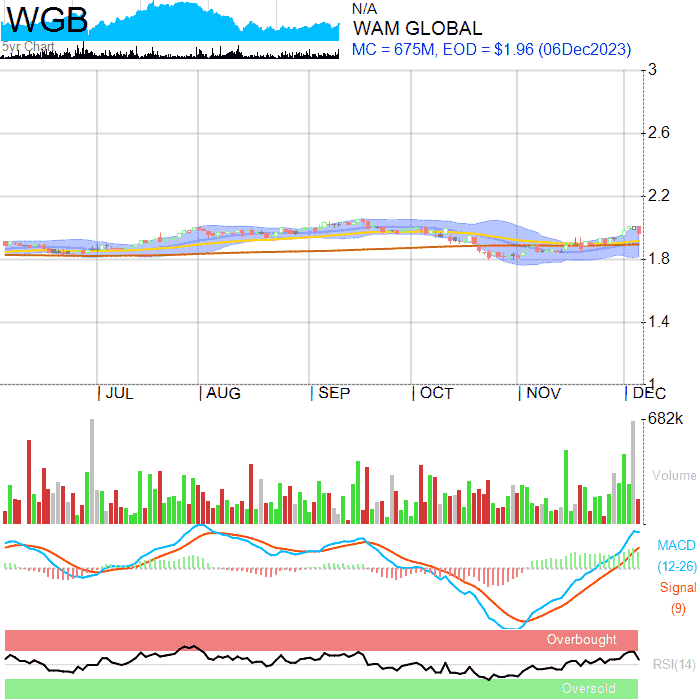 WGB
5yr Chart
N/A
WAM GLOBAL
MC = 675M, EOD = $1.96 (06Dec2023)
3
2.6
2.2
1.8
1.4
1
JUL AUG SEP OCT NOV DEC
682k
Volume
MACD
(12-26)
Signal
(9)
Overbought
RSI(14)
Oversold